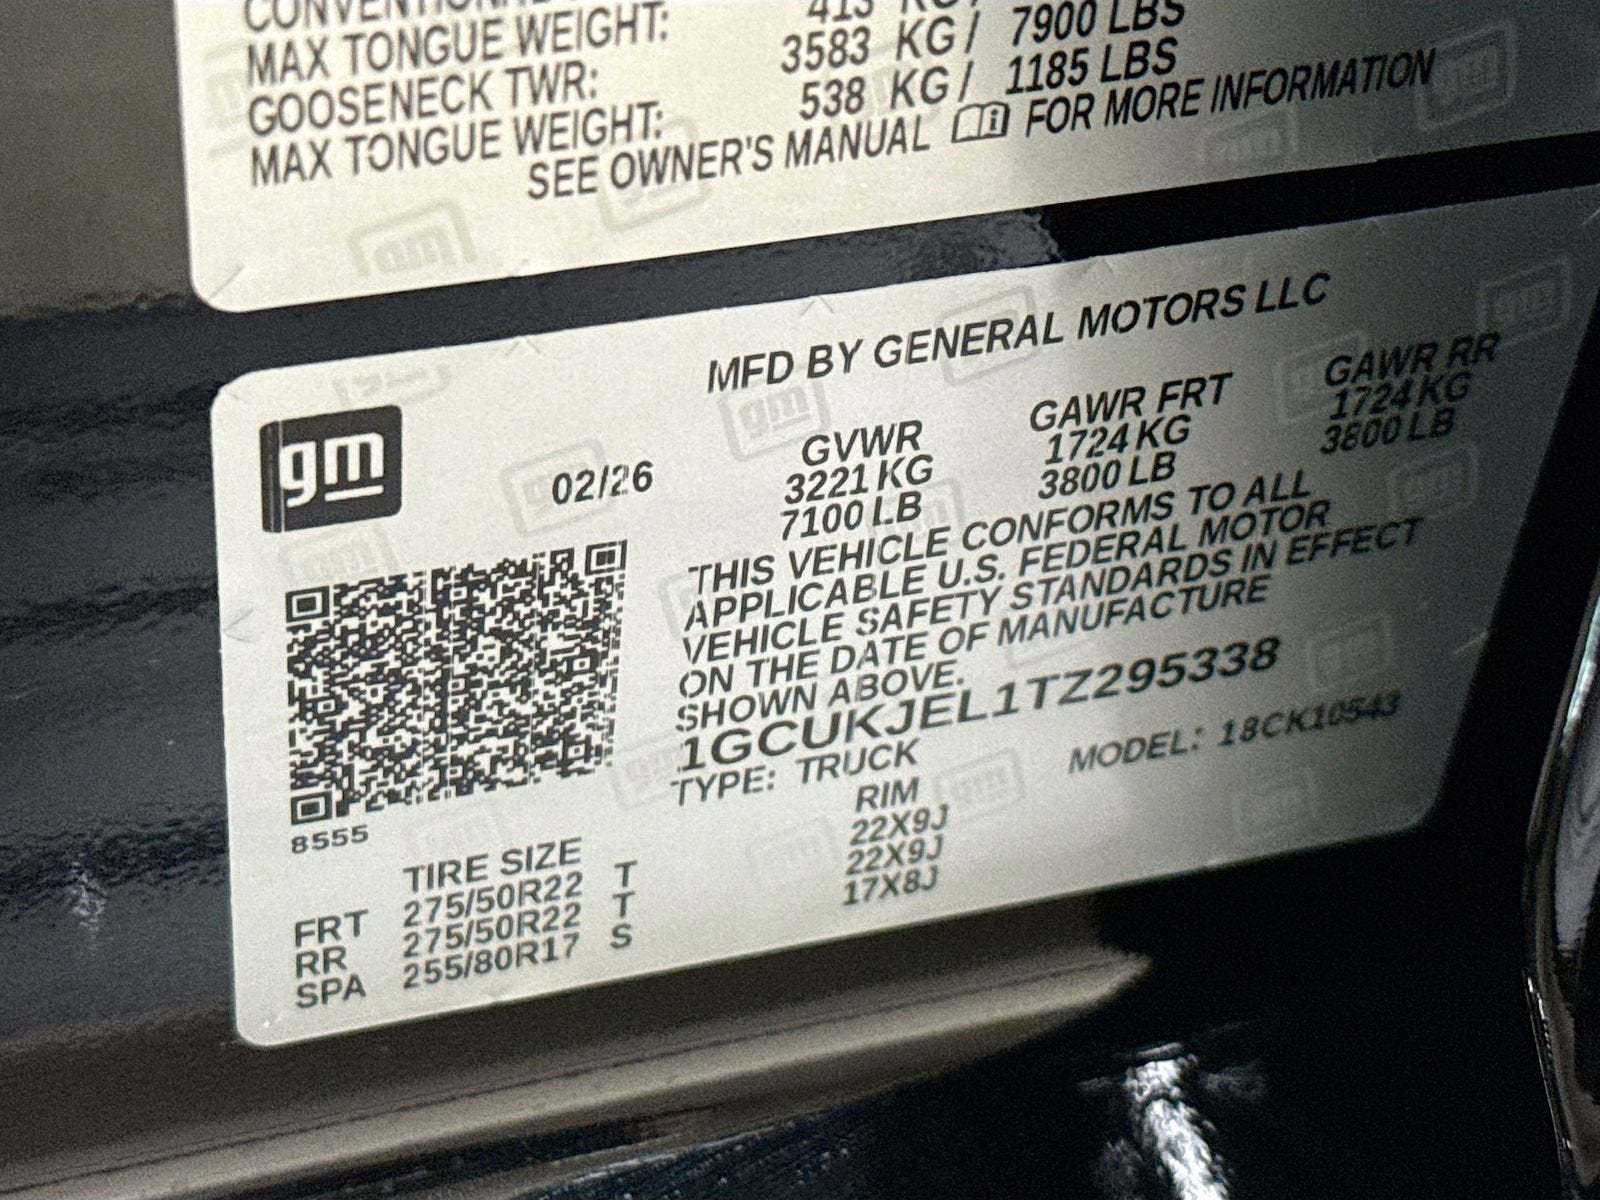 CONVENTIONAL
413 KG/
MAX TONGUE WEIGHT:
3583 KG / 7900 LBS
GOOSENECK TWR:
538 KG / 1185 LBS
MAX TONGUE WEIGHT:
SEE OWNER'S MANUAL FOR MORE INFORMATION
MFD BY GENERAL MOTORS LLC
gm
02/26
GVWR GAWR FRT GAWR RR
3221 KG 1724 KG 1724 KG
7100 LB 3800 LB 3800 LB
THIS VEHICLE CONFORMS TO ALL
APPLICABLE U.S. FEDERAL MOTOR
VEHICLE SAFETY STANDARDS IN EFFECT
ON THE DATE OF MANUFACTURE
SHOWN ABOVE.
1GCUKJEL1TZ295338
TYPE: TRUCK MODEL: 18CK10543
8555
TIRE SIZE RIM
FRT 275/50R22 T 22X9J
RR 275/50R22 T 22X9J
SPA 255/80R17 S 17X8J